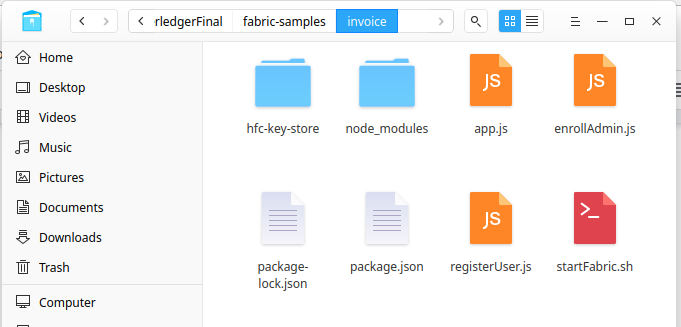 rledgerFinal
fabric-samples
invoice
Home
Desktop
Videos
Music
Pictures
Documents
Downloads
Trash
Computer
hfc-key-store
node_modules
app.js
enrollAdmin.js
package-
lock.json
package.json
registerUser.js
startFabric.sh
JS
JS
JS